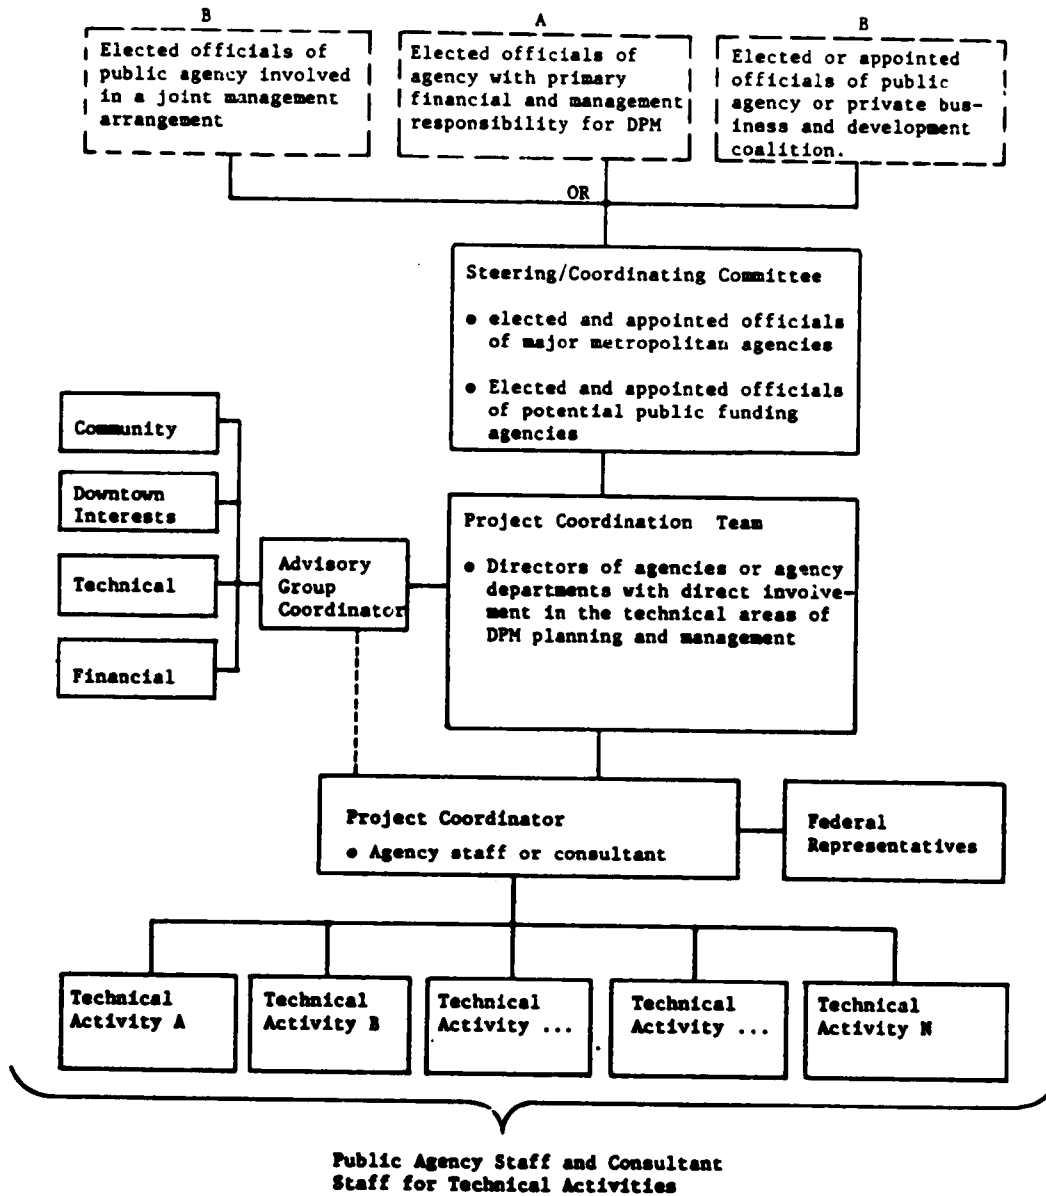 B
A
B
Elected officials of
public agency involved
in a joint management
arrangement
Elected officials of
agency with primary
financial and management
responsibility for DPM
Elected or appointed
officials of public
agency or private bus-
iness and development
coalition.
OR
Steering/Coordinating Committee
● elected and appointed officials
of major metropolitan agencies
● Elected and appointed officials
of potential public funding
agencies
Community
Downtown
Interests
Technical
Financial
Advisory
Group
Coordinator
Project Coordination Team
● Directors of agencies or agency
departments with direct involve-
ment in the technical areas of
DPM planning and management
Project Coordinator
● Agency staff or consultant
Federal
Representatives
Technical
Activity A
Technical
Activity B
Technical
Activity ...
Technical
Activity ...
Technical
Activity N
Public Agency Staff and Consultant
Staff for Technical Activities